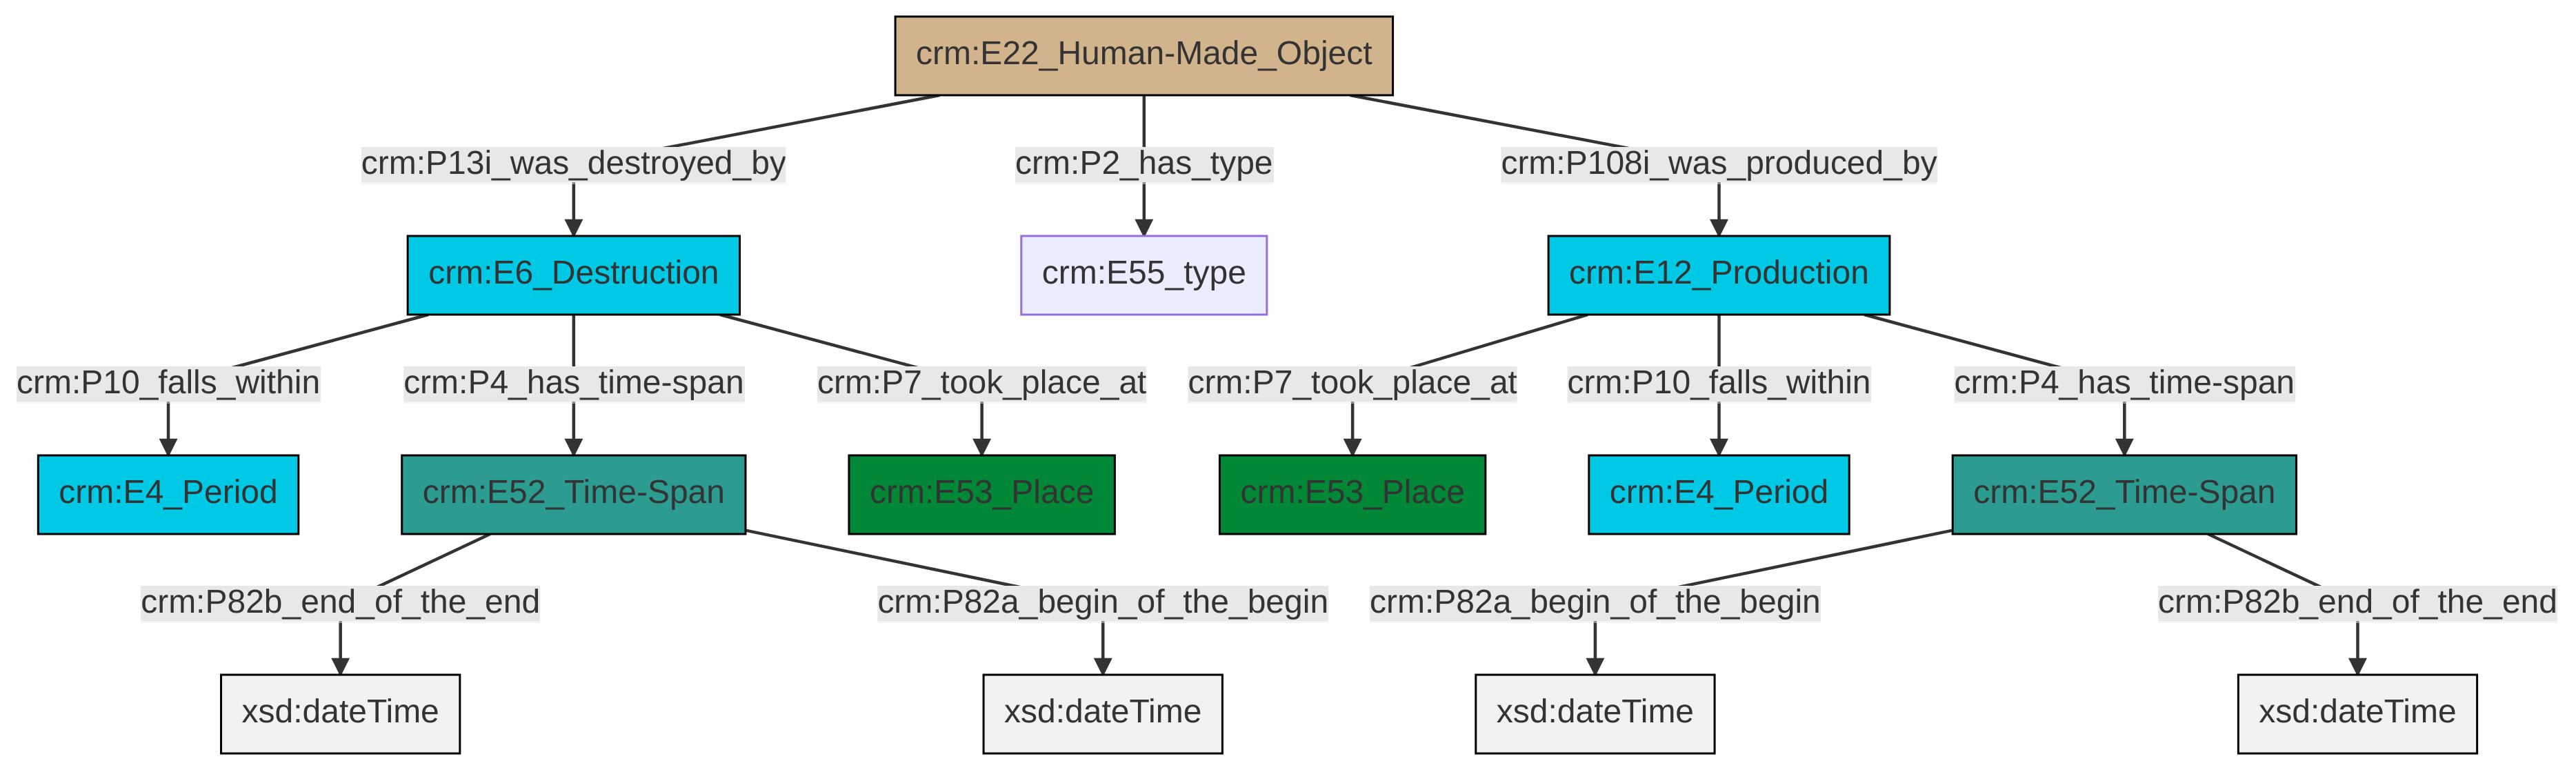 crm:E22_Human-Made_Object
crm:P13i_was_destroyed_by
crm:P2_has_type
crm:P108i_was_produced_by
crm:E6_Destruction
crm:E55_type
crm:E12_Production
crm:P10_falls_within
crm:P4_has_time-span
crm:P7_took_place_at
crm:P7_took_place_at
crm:P10_falls_within
crm:P4_has_time-span
crm:E4_Period
crm:E52_Time-Span
crm:E53_Place
crm:E53_Place
crm:E4_Period
crm:E52_Time-Span
crm:P82b_end_of_the_end
crm:P82a_begin_of_the_begin
crm:P82a_begin_of_the_begin
crm:P82b_end_of_the_end
xsd:dateTime
xsd:dateTime
xsd:dateTime
xsd:dateTime